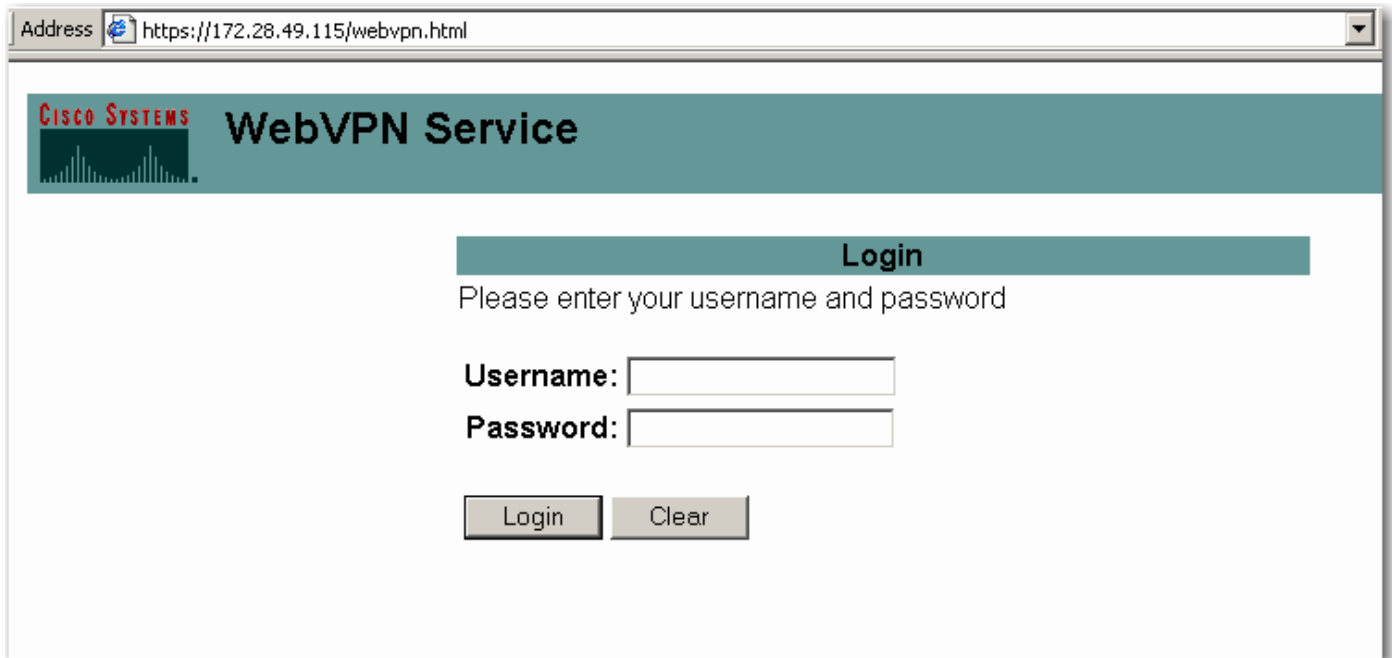 Address https://172.28.49.115/webvpn.html
CISCO SYSTEMS
WebVPN Service
Login
Please enter your username and password
Username:
Password:
Login Clear